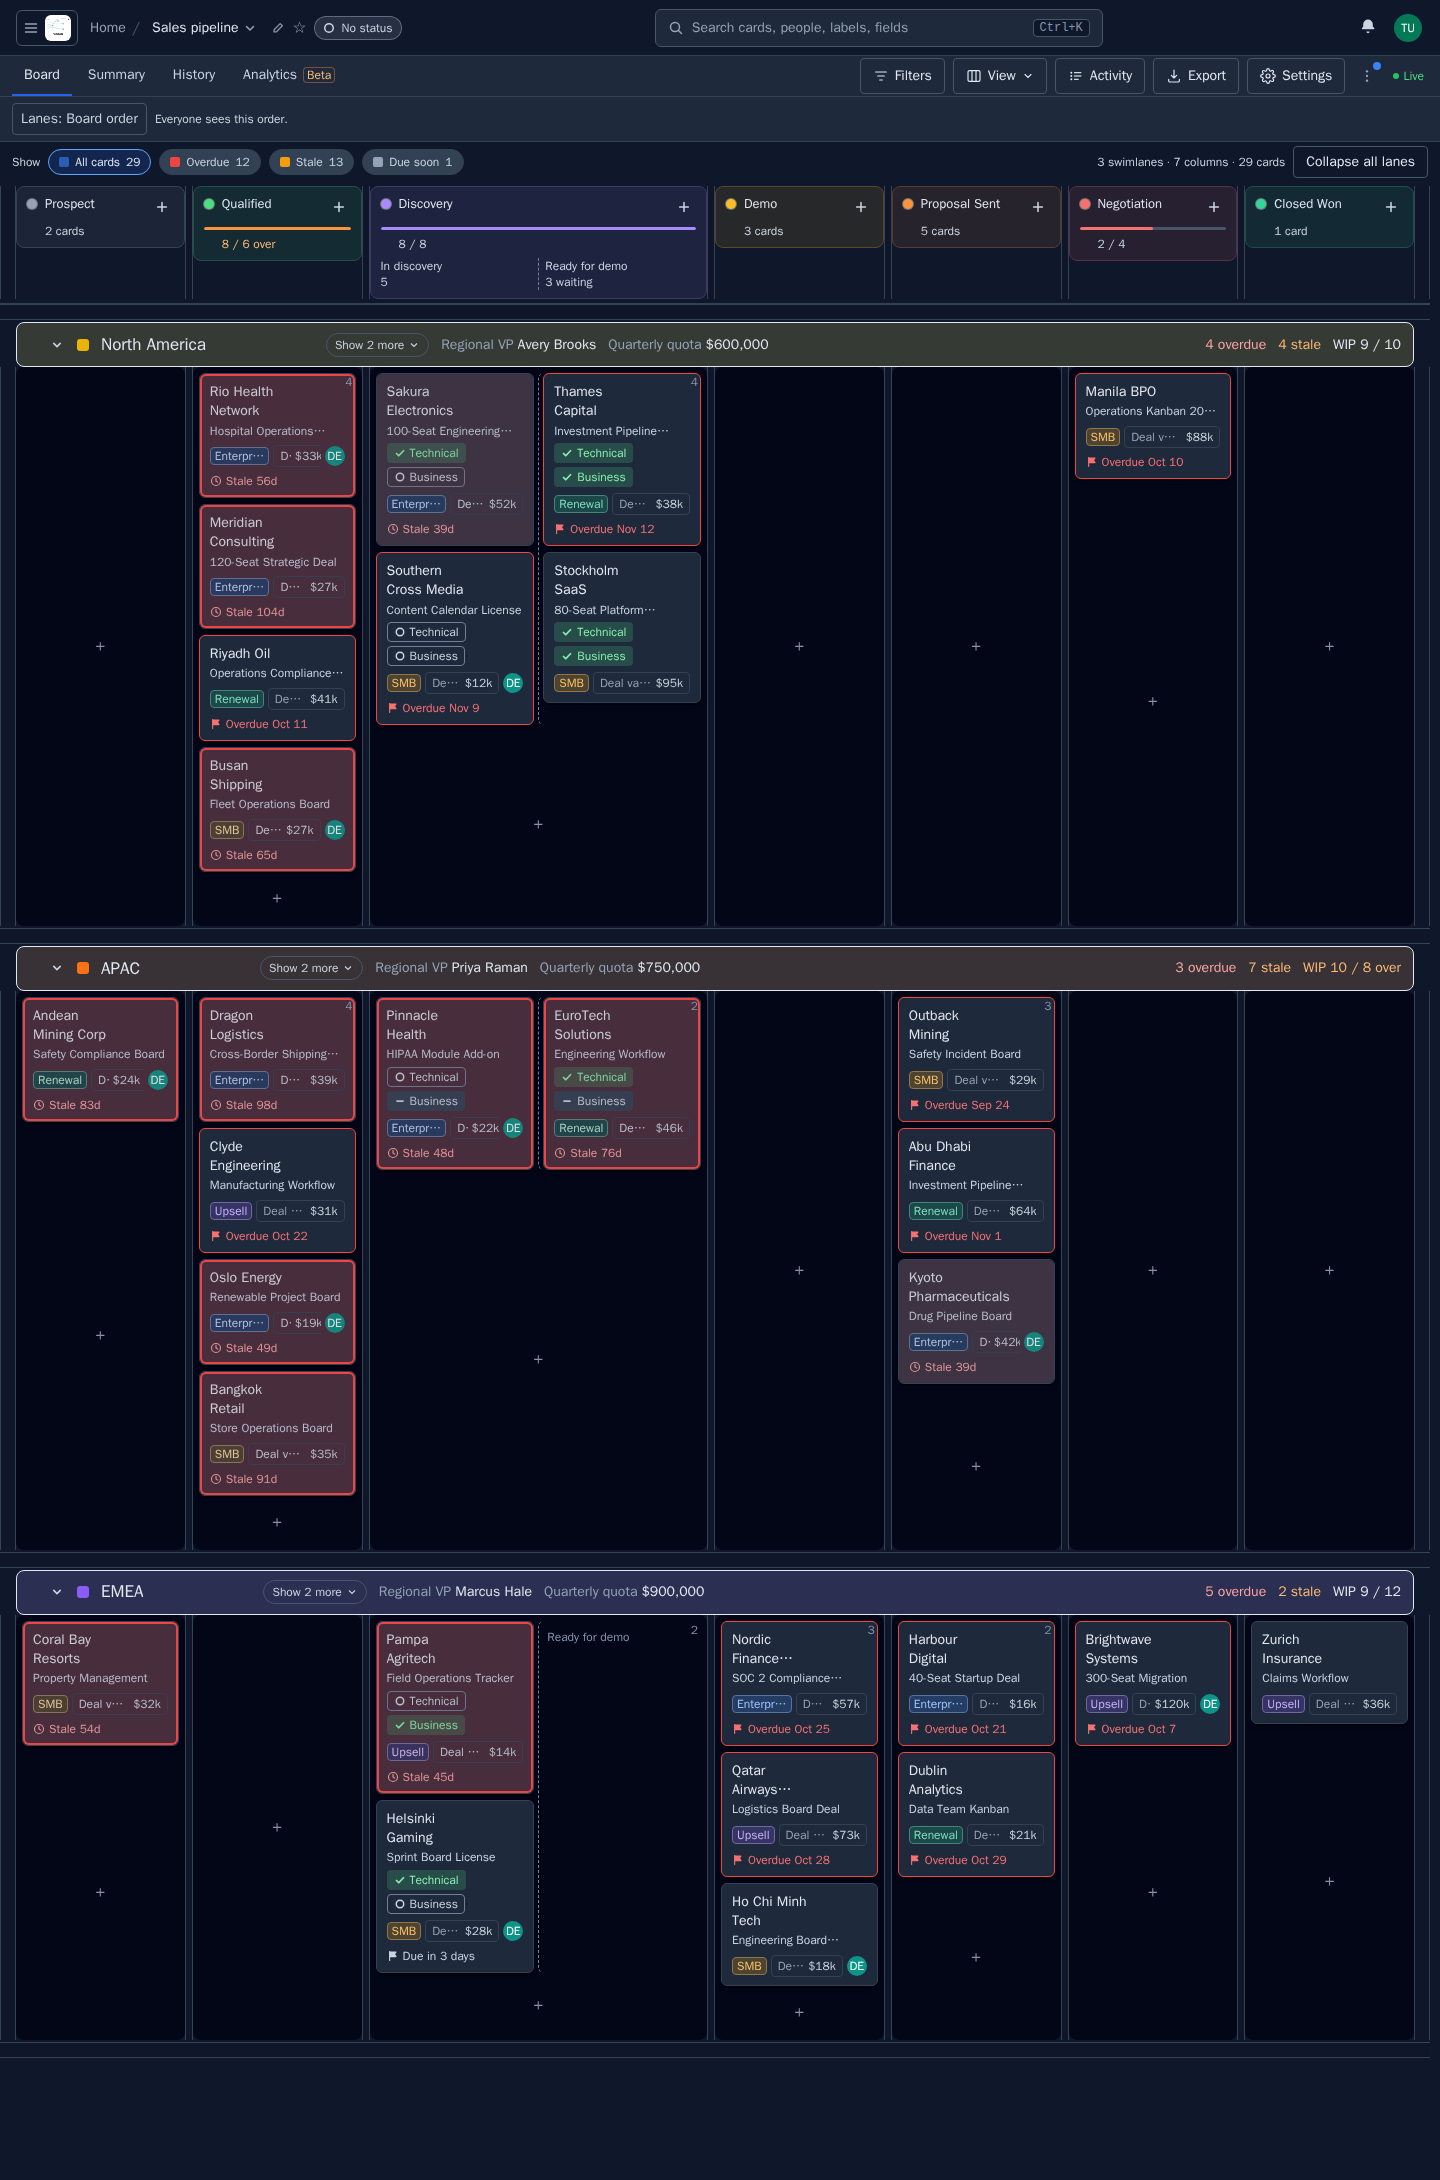 Home / Sales pipeline No status Search cards, people, labels, fields Ctrl+K TU
Board Summary History Analytics Beta Filters View Activity Export Settings Live
Lanes: Board order Everyone sees this order.
Show All cards 29 Overdue 12 Stale 13 Due soon 1 3 swimlanes · 7 columns · 29 cards Collapse all lanes
Prospect
2 cards
Qualified
8 / 6 over
Discovery
8 / 8
In discovery
5
Ready for demo
3 waiting
Demo
3 cards
Proposal Sent
5 cards
Negotiation
2 / 4
Closed Won
1 card
North America Show 2 more Regional VP Avery Brooks Quarterly quota $600,000 4 overdue 4 stale WIP 9 / 10
4
Rio Health
Network
Hospital Operations···
Enterpr··· D· $33k DE
Stale 56d
Meridian
Consulting
120-Seat Strategic Deal
Enterpr··· D··· $27k
Stale 104d
Riyadh Oil
Operations Compliance···
Renewal De··· $41k
Overdue Oct 11
Busan
Shipping
Fleet Operations Board
SMB De··· $27k DE
Stale 65d
Sakura
Electronics
100-Seat Engineering···
Technical
Business
Enterpr··· De··· $52k
Stale 39d
Southern
Cross Media
Content Calendar License
Technical
Business
SMB De··· $12k DE
Overdue Nov 9
4
Thames
Capital
Investment Pipeline···
Technical
Business
Renewal De··· $38k
Overdue Nov 12
Stockholm
SaaS
80-Seat Platform···
Technical
Business
SMB Deal va··· $95k
Manila BPO
Operations Kanban 20···
SMB Deal v··· $88k
Overdue Oct 10
APAC Show 2 more Regional VP Priya Raman Quarterly quota $750,000 3 overdue 7 stale WIP 10 / 8 over
Andean
Mining Corp
Safety Compliance Board
Renewal D· $24k DE
Stale 83d
4
Dragon
Logistics
Cross-Border Shipping···
Enterpr··· D··· $39k
Stale 98d
Clyde
Engineering
Manufacturing Workflow
Upsell Deal ··· $31k
Overdue Oct 22
Oslo Energy
Renewable Project Board
Enterpr··· D· $19k DE
Stale 49d
Bangkok
Retail
Store Operations Board
SMB Deal v··· $35k
Stale 91d
Pinnacle
Health
HIPAA Module Add-on
Technical
Business
Enterpr··· D· $22k DE
Stale 48d
2
EuroTech
Solutions
Engineering Workflow
Technical
Business
Renewal De··· $46k
Stale 76d
3
Outback
Mining
Safety Incident Board
SMB Deal v··· $29k
Overdue Sep 24
Abu Dhabi
Finance
Investment Pipeline···
Renewal De··· $64k
Overdue Nov 1
Kyoto
Pharmaceuticals
Drug Pipeline Board
Enterpr··· D· $42k DE
Stale 39d
EMEA Show 2 more Regional VP Marcus Hale Quarterly quota $900,000 5 overdue 2 stale WIP 9 / 12
Coral Bay
Resorts
Property Management
SMB Deal v··· $32k
Stale 54d
Pampa
Agritech
Field Operations Tracker
Technical
Business
Upsell Deal ··· $14k
Stale 45d
Helsinki
Gaming
Sprint Board License
Technical
Business
SMB De··· $28k DE
Due in 3 days
Ready for demo 2
3
Nordic
Finance···
SOC 2 Compliance···
Enterpr··· D··· $57k
Overdue Oct 25
Qatar
Airways···
Logistics Board Deal
Upsell Deal ··· $73k
Overdue Oct 28
Ho Chi Minh
Tech
Engineering Board···
SMB De··· $18k DE
2
Harbour
Digital
40-Seat Startup Deal
Enterpr··· D··· $16k
Overdue Oct 21
Dublin
Analytics
Data Team Kanban
Renewal De··· $21k
Overdue Oct 29
Brightwave
Systems
300-Seat Migration
Upsell D· $120k DE
Overdue Oct 7
Zurich
Insurance
Claims Workflow
Upsell Deal ··· $36k